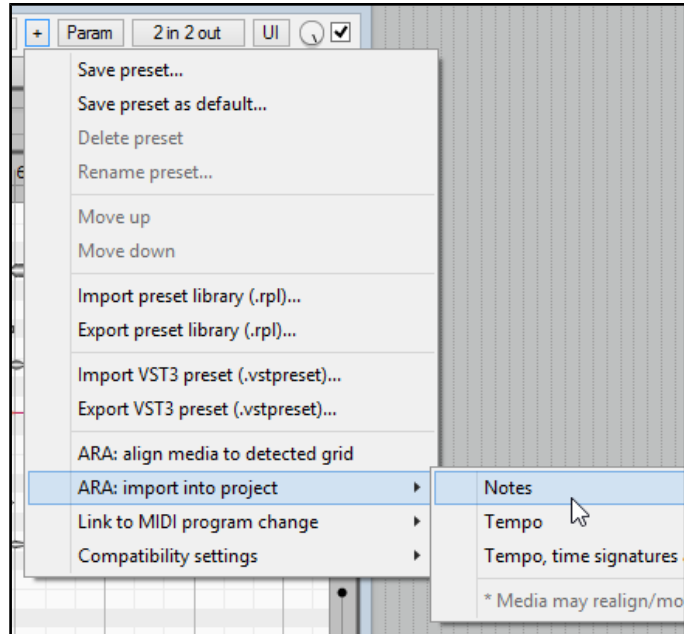 + Param 2 in 2 out UI
Save preset...
Save preset as default...
Delete preset
Rename preset...
Move up
Move down
Import preset library (.rpl)...
Export preset library (.rpl)...
Import VST3 preset (.vstpreset)...
Export VST3 preset (.vstpreset)...
ARA: align media to detected grid
ARA: import into project
Notes
Link to MIDI program change
Tempo
Compatibility settings
Tempo, time signatures
* Media may realign/mo